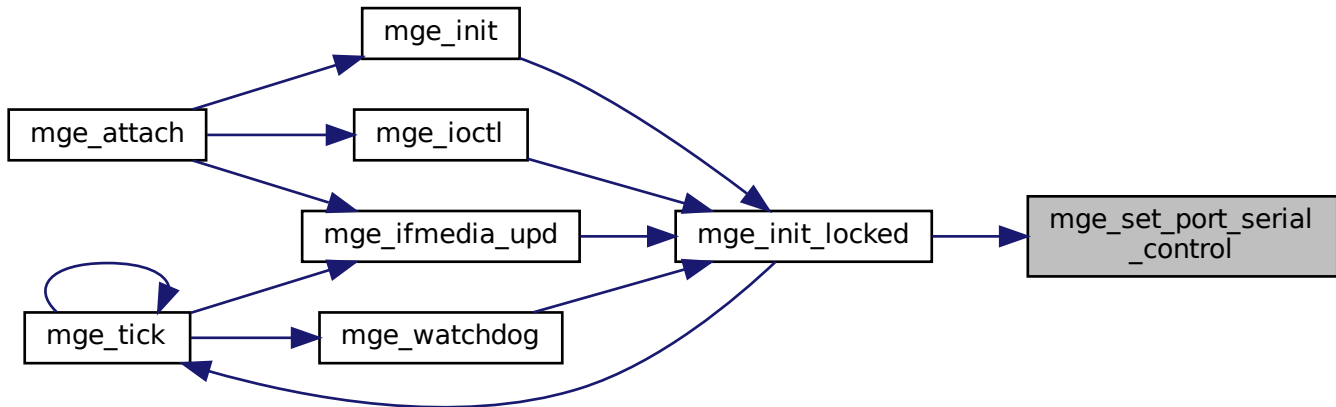 mge_init
mge_attach
mge_ioctl
mge_ifmedia_upd
mge_init_locked
mge_set_port_serial
_control
mge_tick
mge_watchdog